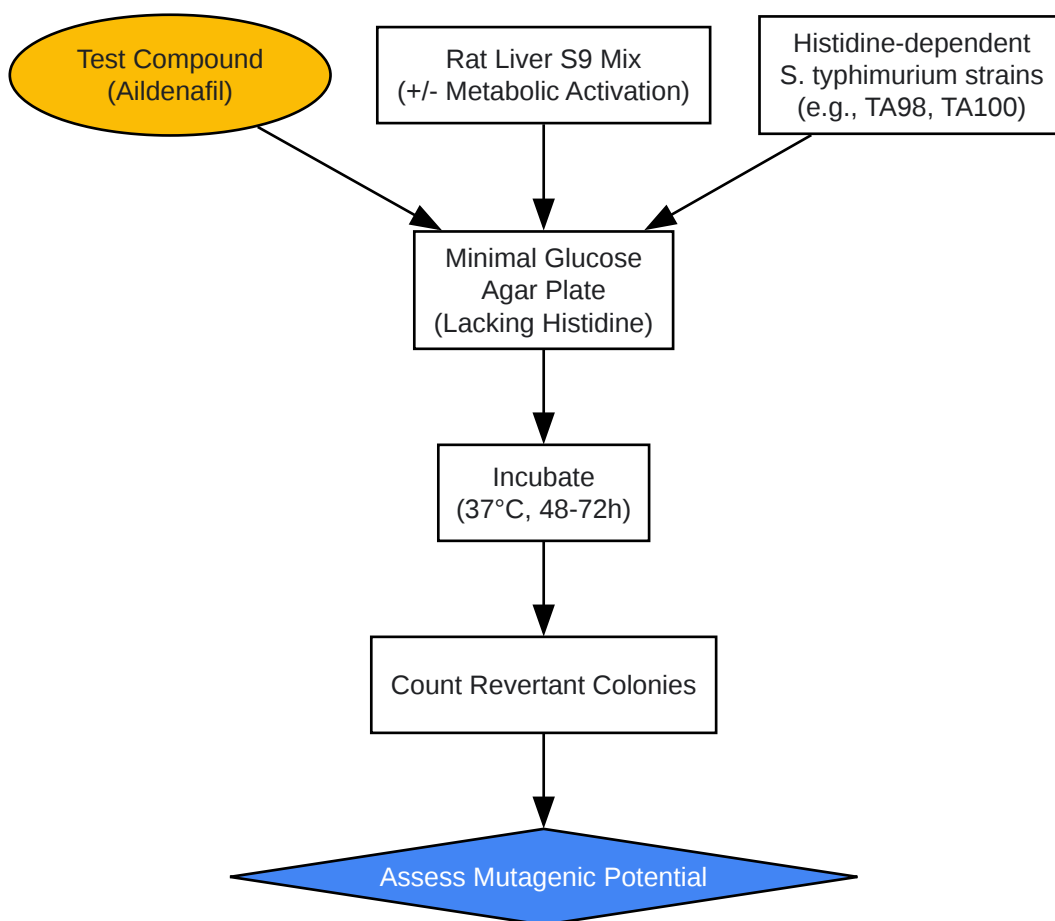 Test Compound
(Aildenafil)
Rat Liver S9 Mix
(+/- Metabolic Activation)
Histidine-dependent
S. typhimurium strains
(e.g., TA98, TA100)
Minimal Glucose
Agar Plate
(Lacking Histidine)
Incubate
(37°C, 48-72h)
Count Revertant Colonies
Assess Mutagenic Potential